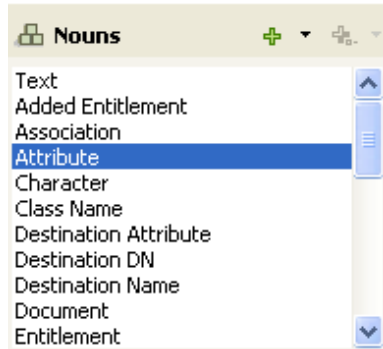 Nouns
Text
Added Entitlement
Association
Attribute
Character
Class Name
Destination Attribute
Destination DN
Destination Name
Document
Entitlement